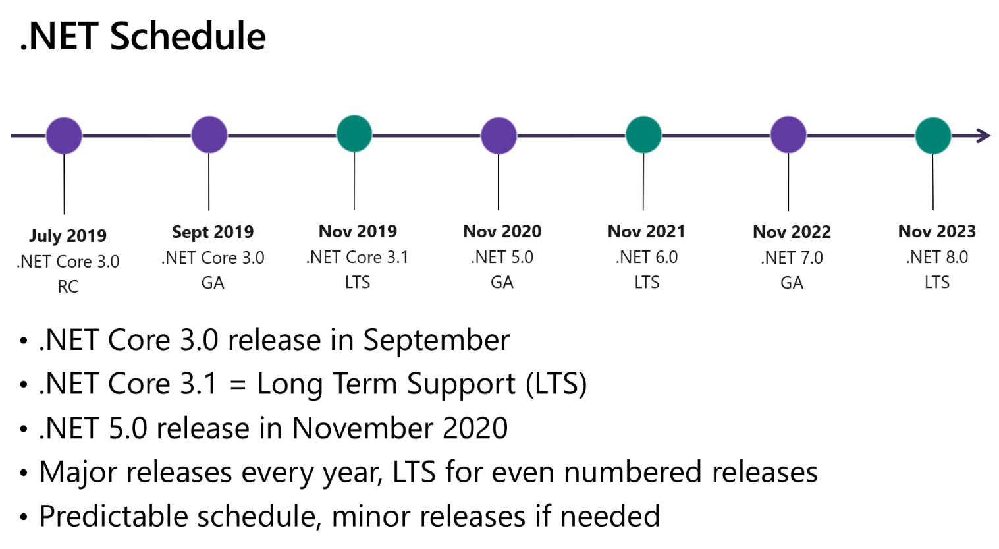 .NET Schedule
July 2019
.NET Core 3.0
RC
Sept 2019
.NET Core 3.0
GA
Nov 2019
.NET Core 3.1
LTS
Nov 2020
.NET 5.0
GA
Nov 2021
.NET 6.0
LTS
Nov 2022
.NET 7.0
GA
Nov 2023
.NET 8.0
LTS
• .NET Core 3.0 release in September
• .NET Core 3.1 = Long Term Support (LTS)
• .NET 5.0 release in November 2020
• Major releases every year, LTS for even numbered releases
• Predictable schedule, minor releases if needed